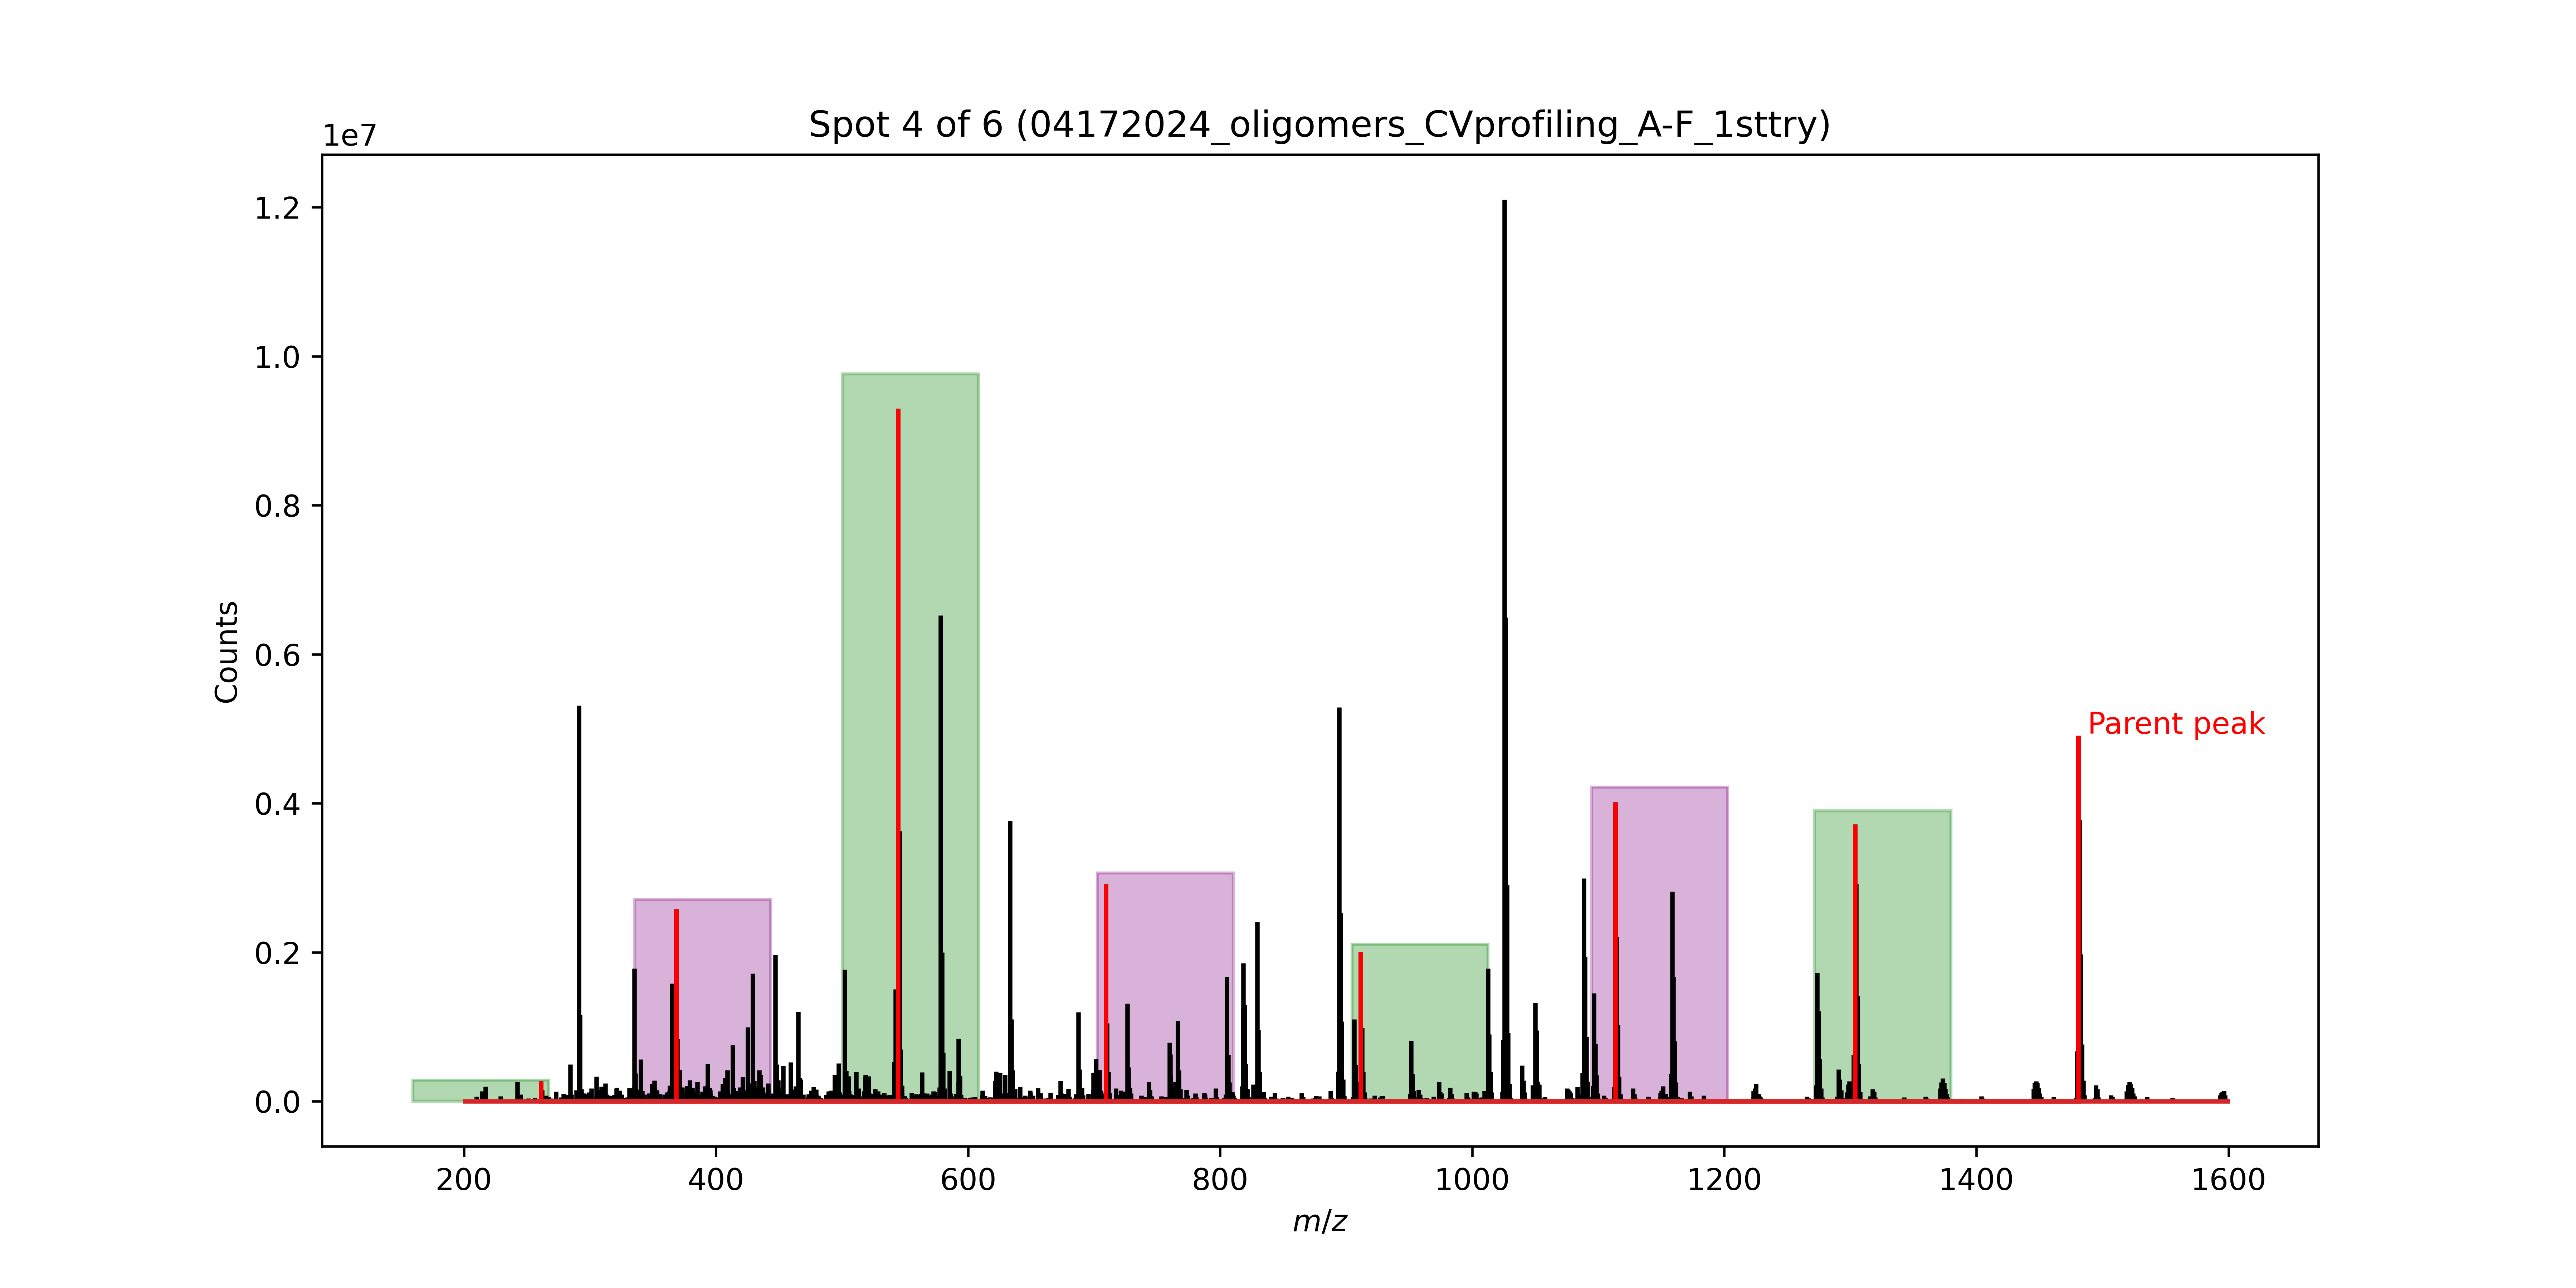 Spot 4 of 6 (04172024_oligomers_CVprofiling_A-F_1sttry)
1e7
1.2
1.0
0.8
0.6
0.4
0.2
0.0
Counts
Parent peak
200 400 600 800 1000 1200 1400 1600
m/z